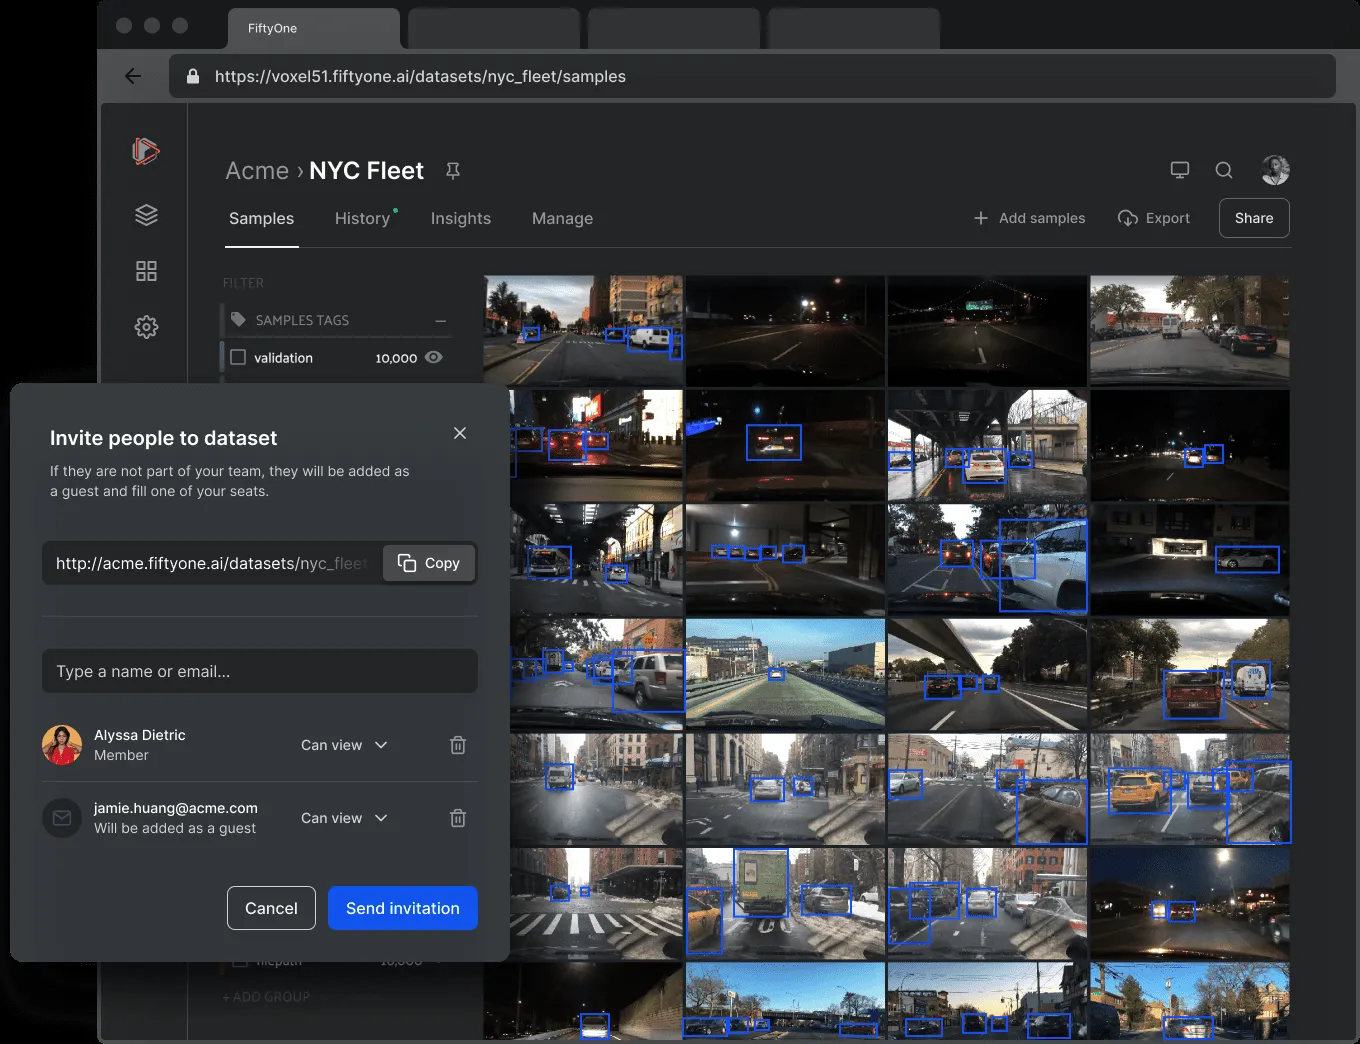 FiftyOne
https://voxel51.fiftyone.ai/datasets/nyc_fleet/samples
Acme › NYC Fleet
Samples
History
Insights
Manage
Add samples
Export
Share
FILTER
SAMPLES TAGS
validation
10,000
Invite people to dataset
If they are not part of your team, they will be added as
a guest and fill one of your seats.
http://acme.fiftyone.ai/datasets/nyc_fleet
Copy
Type a name or email...
Alyssa Dietric
Member
Can view
jamie.huang@acme.com
Will be added as a guest
Can view
Cancel
Send invitation
filepath
10,000
+ ADD GROUP